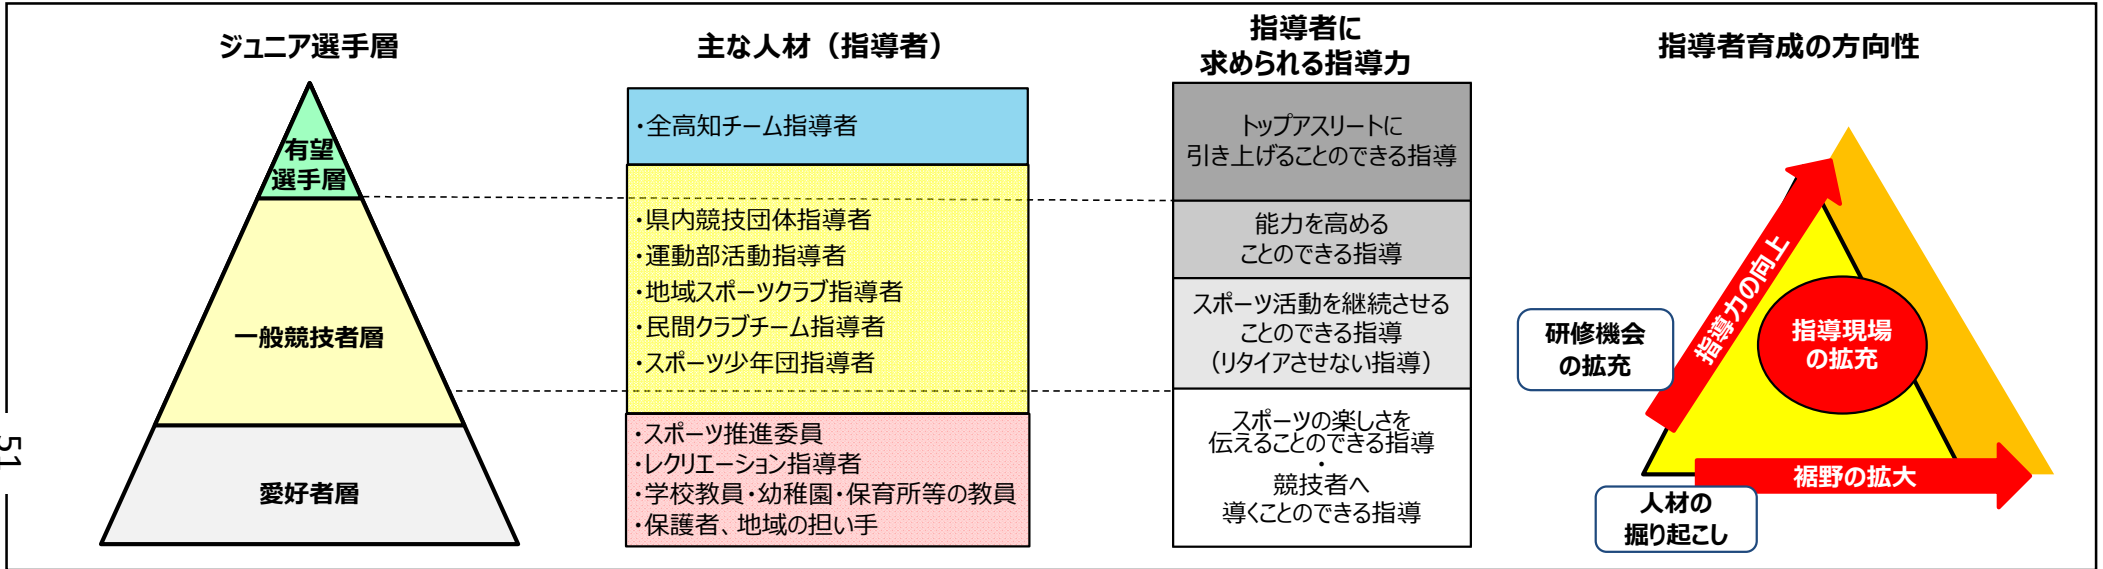 ジュニア選手層
有望
選手層
一般競技者層
愛好者層
主な人材（指導者）
・全高知チーム指導者
・県内競技団体指導者
・運動部活動指導者
・地域スポーツクラブ指導者
・民間クラブチーム指導者
・スポーツ少年団指導者
・スポーツ推進委員
・レクリエーション指導者
・学校教員・幼稚園・保育所等の教員
・保護者、地域の担い手
指導者に
求められる指導力
トップアスリートに
引き上げることのできる指導
能力を高める
ことのできる指導
スポーツ活動を継続させる
ことのできる指導
（リタイアさせない指導）
スポーツの楽しさを
伝えることのできる指導
・
競技者へ
導くことのできる指導
指導者育成の方向性
指導力の向上
研修機会
の拡充
指導現場
の拡充
裾野の拡大
人材の
掘り起こし
51